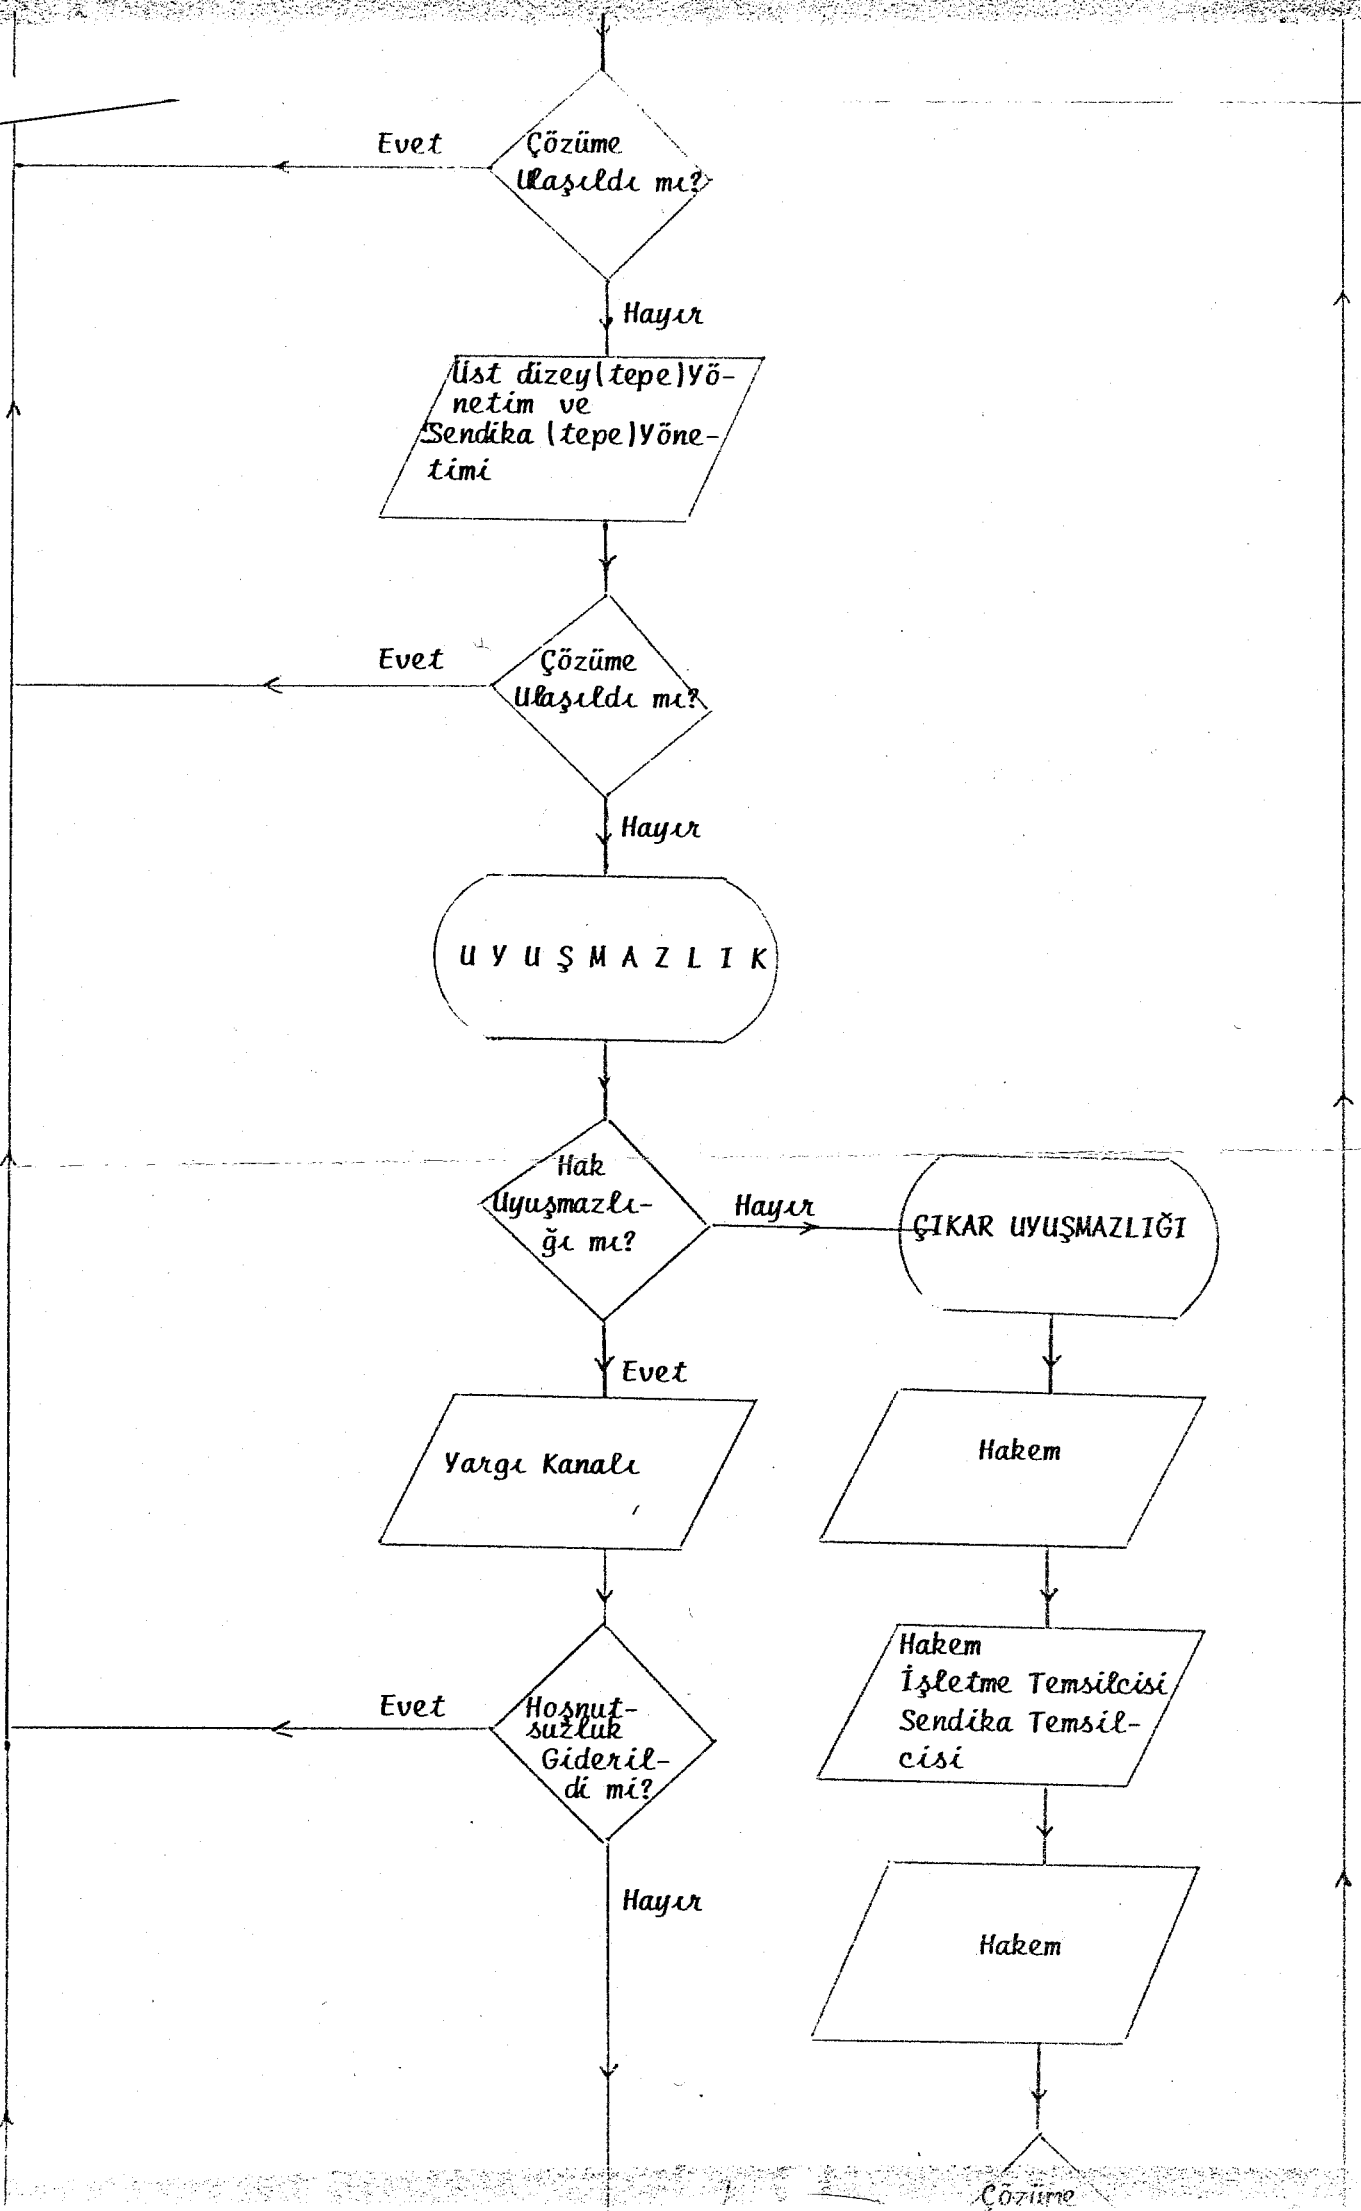 Evet
Çözüme
Ulaşıldı mı?
Hayır
Üst dizey(tepe)Yö-
netim ve
Sendika (tepe)Yöne-
timi
Evet
Çözüme
Ulaşıldı mı?
Hayır
U Y U Ş M A Z L I K
Hak
Uyuşmazlı-
ğı mı?
Hayır
ÇIKAR UYUŞMAZLIĞI
Evet
Yargı Kanalı
Hakem
Hakem
İşletme Temsilcisi
Sendika Temsil-
cisi
Evet
Hoşnut-
suzluk
Gideril-
di mi?
Hayır
Hakem
Çözüme